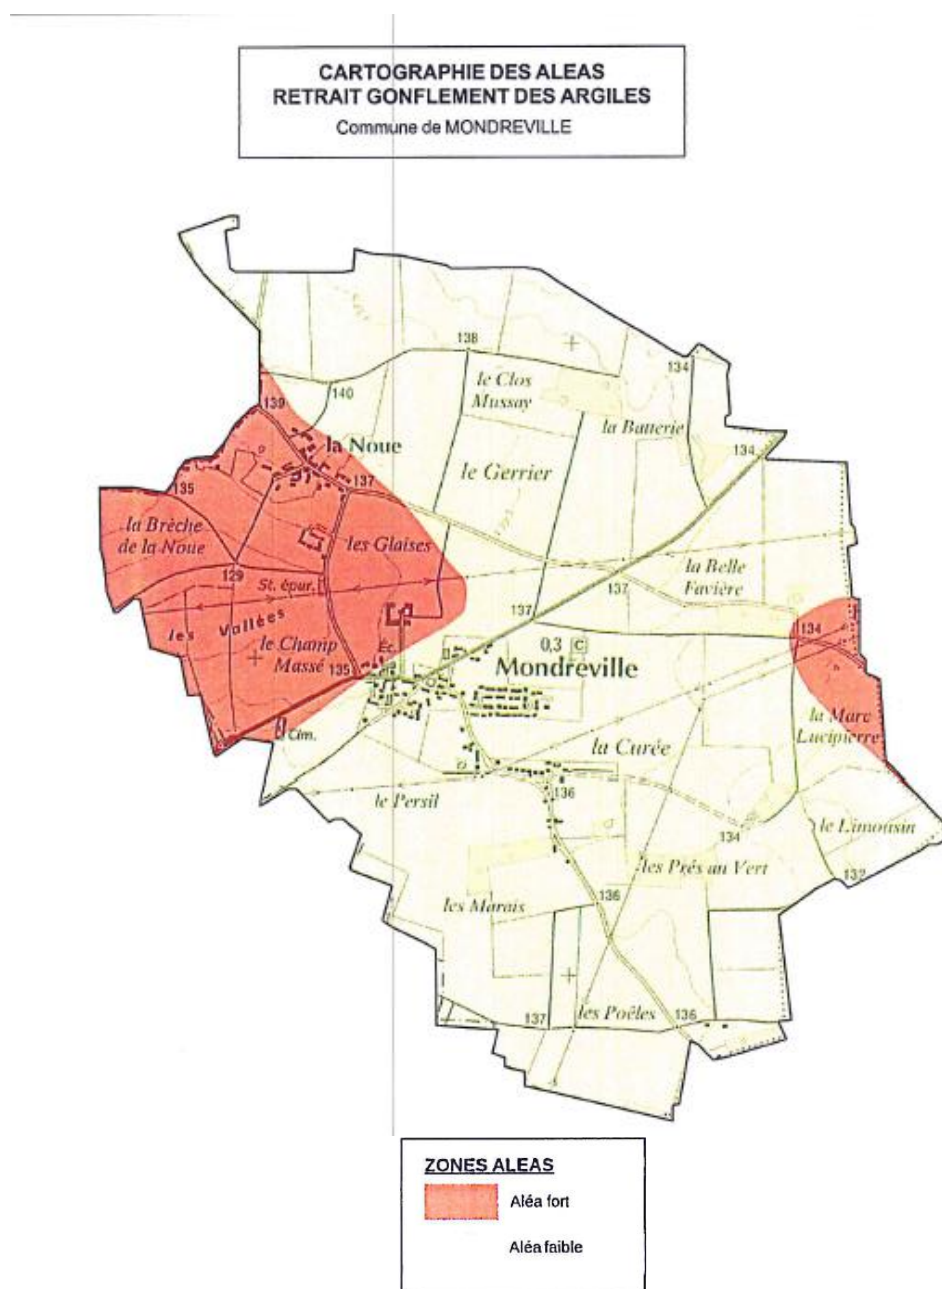 CARTOGRAPHIE DES ALEAS
RETRAIT GONFLEMENT DES ARGILES
Commune de MONDREVILLE
138
134
140
le Clos
Mussay
139
la Batterie
la Noue
134
le Gerrier
137
135
la Brèche
de la Noue
les Glaises
la Belle
Favière
129
St. épur.
137
137
les Vallées
134
le Champ
Massé
Éc.
0,3 C
135
Mondreville
la Mare
Lucipierre
Cim.
la Curée
le Persil
136
134
le Limousin
les Prés au Vert
132
136
les Marais
137
les Poêles
136
ZONES ALEAS
Aléa fort
Aléa faible